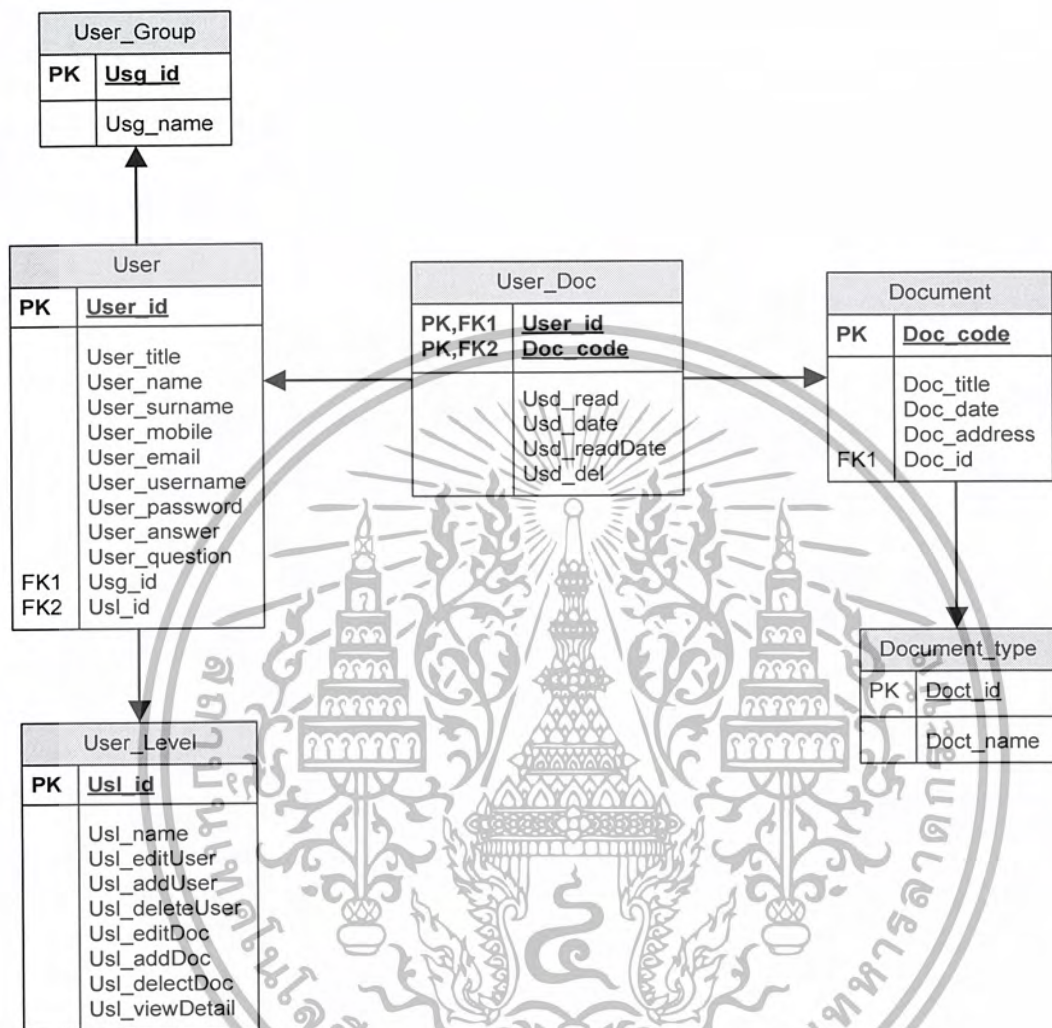 User_Group
PK Usg_id
Usg_name
User
PK User_id
User_title
User_name
User_surname
User_mobile
User_email
User_username
User_password
User_answer
User_question
FK1 Usg_id
FK2 Usl_id
User_Doc
PK,FK1 User_id
PK,FK2 Doc_code
Usd_read
Usd_date
Usd_readDate
Usd_del
Document
PK Doc_code
Doc_title
Doc_date
Doc_address
FK1 Doc_id
Document_type
PK Doct_id
Doct_name
User_Level
PK Usl_id
Usl_name
Usl_editUser
Usl_addUser
Usl_deleteUser
Usl_editDoc
Usl_addDoc
Usl_delectDoc
Usl_viewDetail